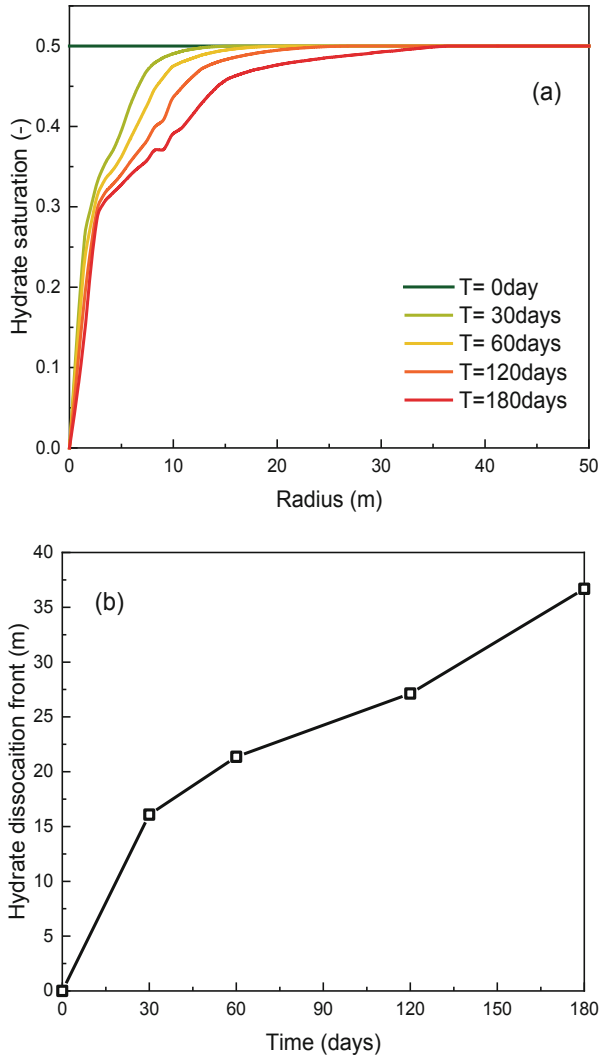 0.5
(a)
0.4
0.3
0.2
0.1
0.0
Hydrate saturation (-)
T= 0day
T= 30days
T= 60days
T=120days
T=180days
0 10 20 30 40 50
Radius (m)
40
35
30
25
20
15
10
5
0
(b)
Hydrate dissocaition front (m)
0 30 60 90 120 150 180
Time (days)